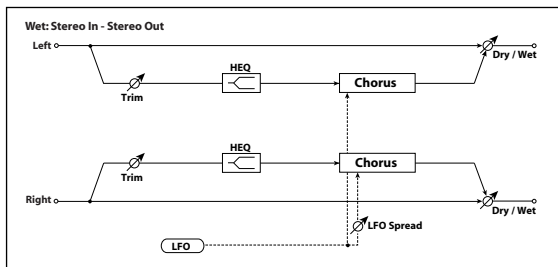 Wet: Stereo In - Stereo Out
Left
Dry / Wet
HEQ
Chorus
Trim
HEQ
Chorus
Trim
Right
Dry / Wet
LFO Spread
LFO